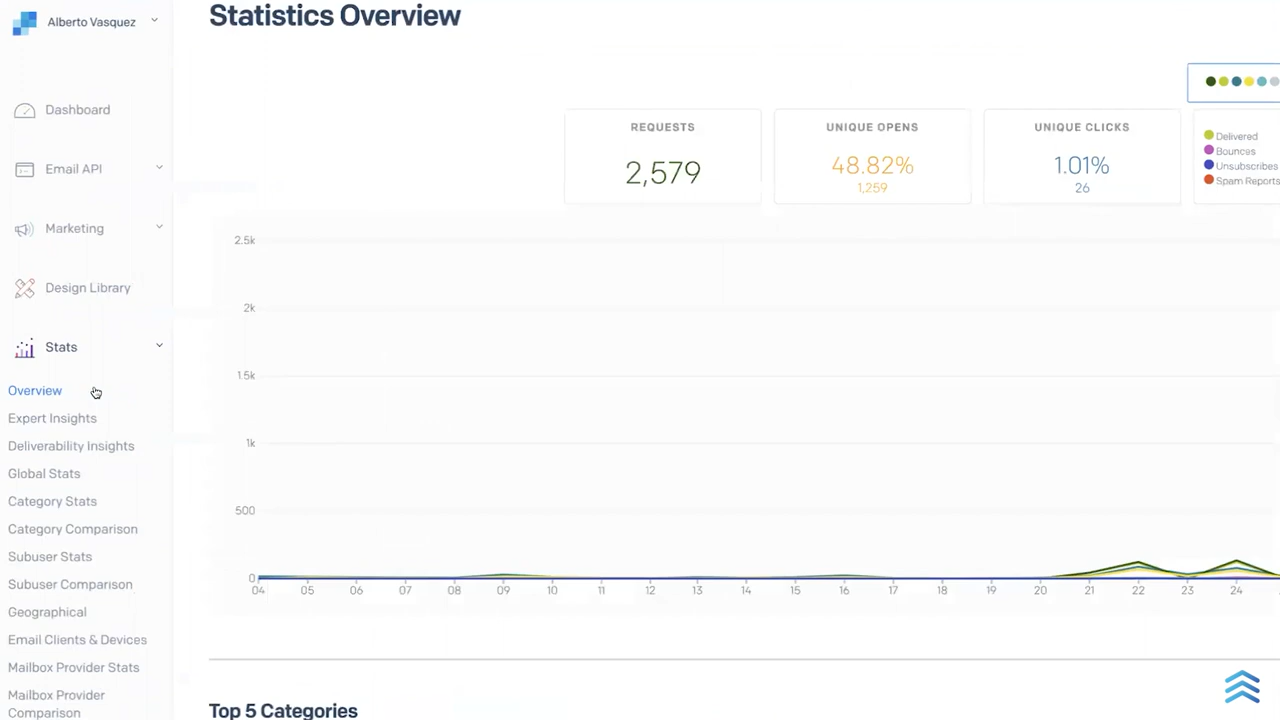 Alberto Vasquez
Statistics Overview
Dashboard
Email API
Marketing
Design Library
Stats
Overview
Expert Insights
Deliverability Insights
Global Stats
Category Stats
Category Comparison
Subuser Stats
Subuser Comparison
Geographical
Email Clients & Devices
Mailbox Provider Stats
Mailbox Provider
Comparison
REQUESTS
2,579
UNIQUE OPENS
48.82%
1,259
UNIQUE CLICKS
1.01%
26
Delivered
Bounces
Unsubscribes
Spam Reports
2.5k
2k
1.5k
1k
500
0
04 05 06 07 08 09 10 11 12 13 14 15 16 17 18 19 20 21 22 23 24
Top 5 Categories